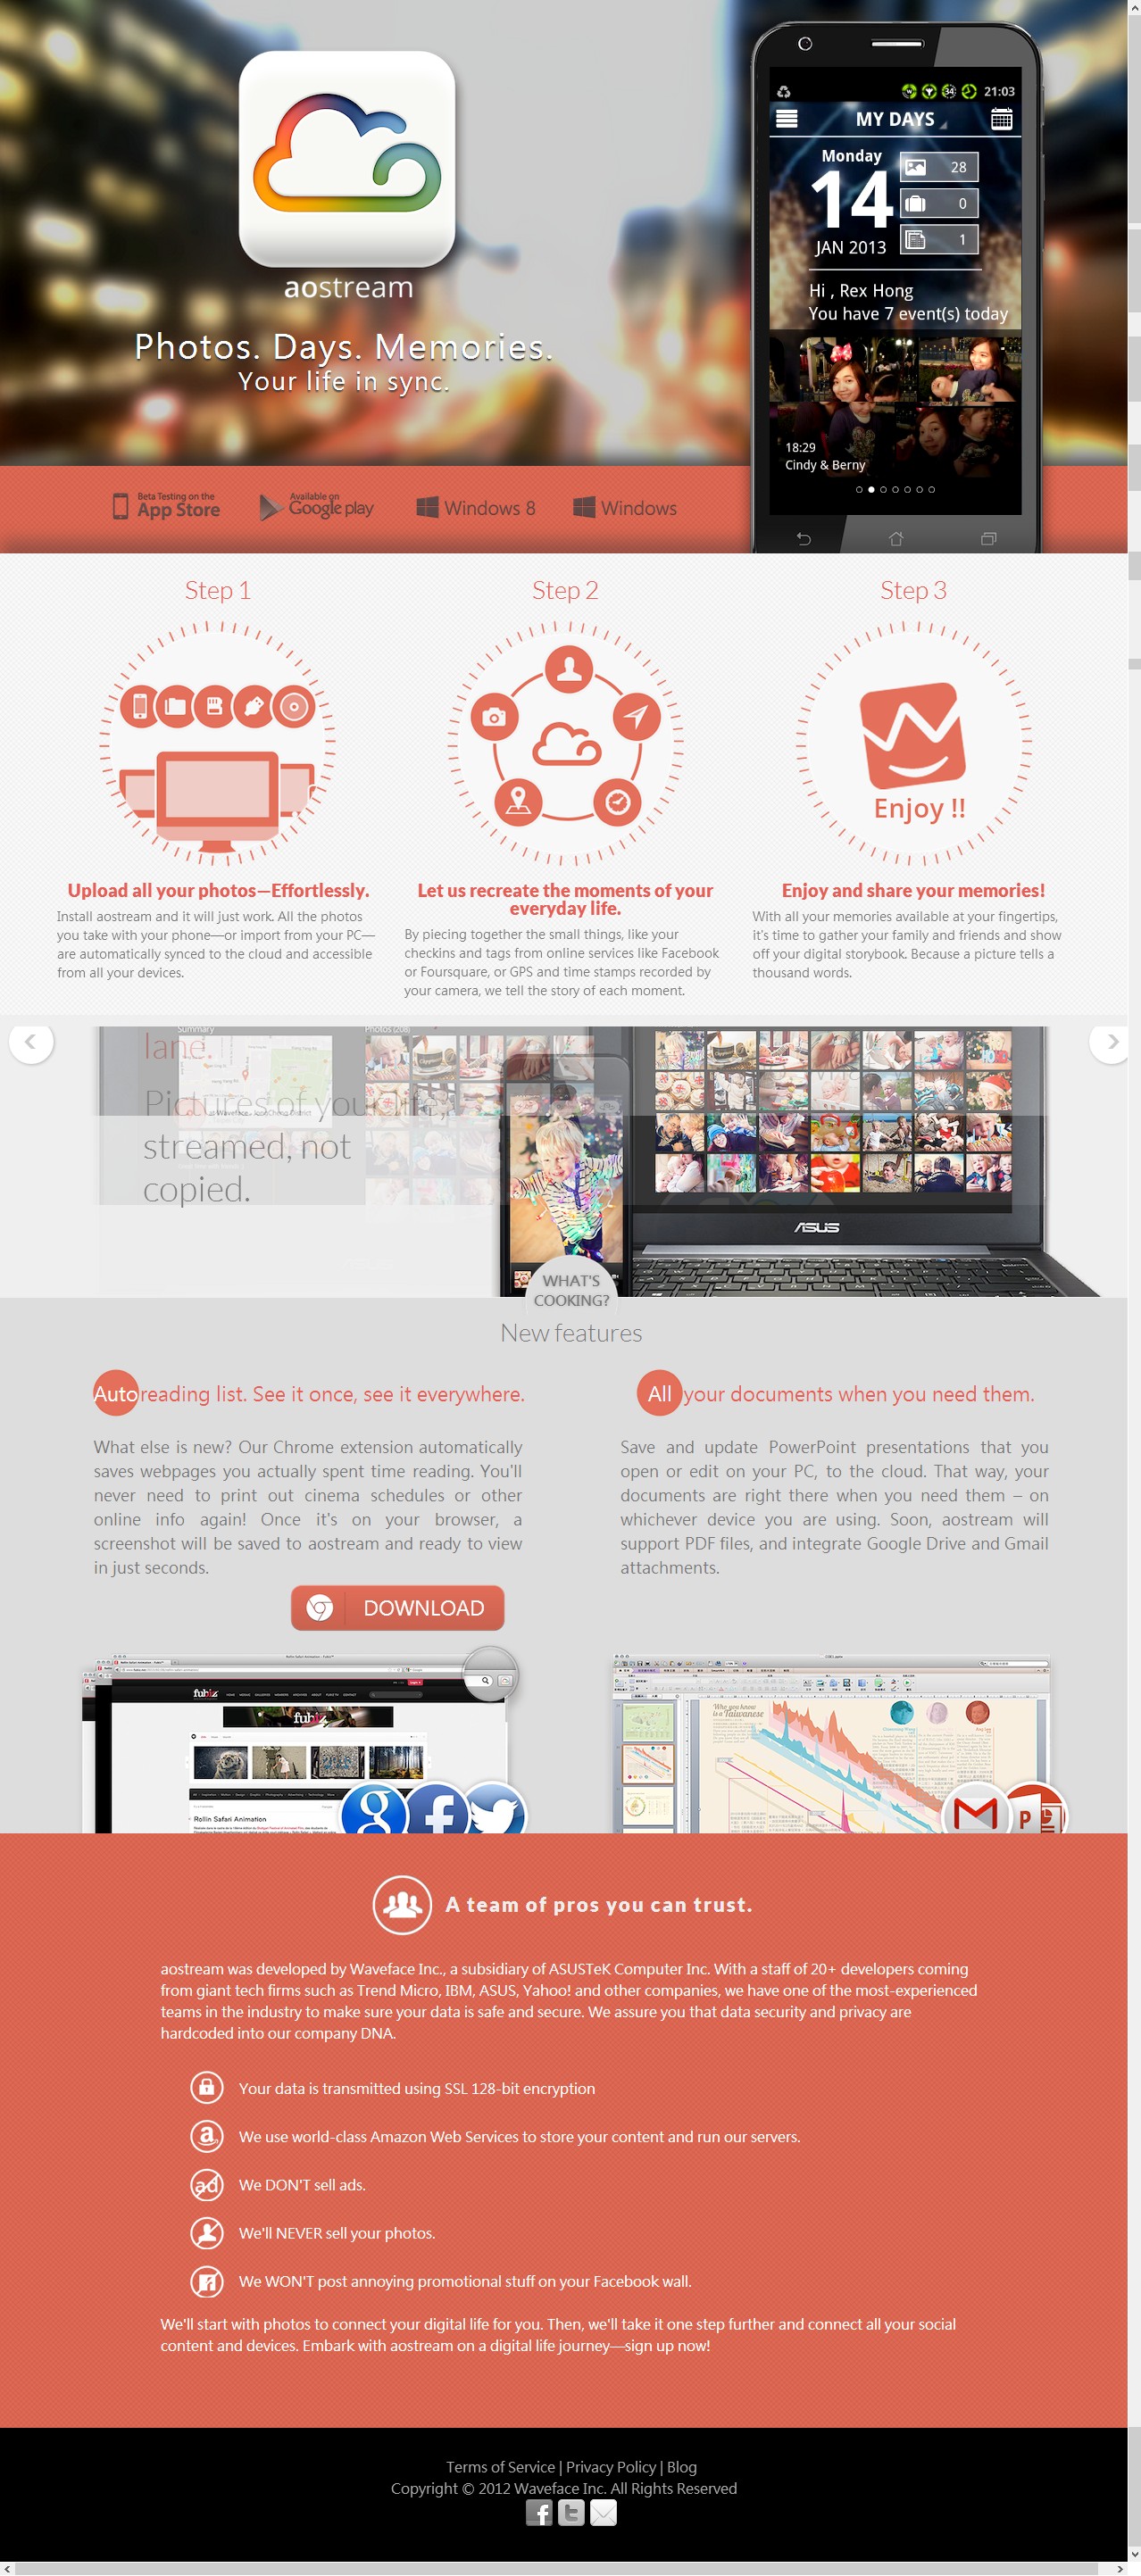 21:03
MY DAYS
Monday
14
JAN 2013
28
0
1
Hi , Rex Hong
You have 7 event(s) today
18:29
Cindy & Berny
aostream
Photos. Days. Memories.
Your life in sync.
Beta Testing on the
App Store
Available on
Google play
Windows 8
Windows
Step 1
Upload all your photos—Effortlessly.
Install aostream and it will just work. All the photos
you take with your phone—or import from your PC—
are automatically synced to the cloud and accessible
from all your devices.
Step 2
Let us recreate the moments of your
everyday life.
By piecing together the small things, like your
checkins and tags from online services like Facebook
or Foursquare, or GPS and time stamps recorded by
your camera, we tell the story of each moment.
Step 3
Enjoy !!
Enjoy and share your memories!
With all your memories available at your fingertips,
it's time to gather your family and friends and show
off your digital storybook. Because a picture tells a
thousand words.
Summary
Photos (208)
lane.
Pictures of your life,
streamed, not
copied.
ASUS
WHAT'S
COOKING?
New features
Auto reading list. See it once, see it everywhere.
What else is new? Our Chrome extension automatically
saves webpages you actually spent time reading. You'll
never need to print out cinema schedules or other
online info again! Once it's on your browser, a
screenshot will be saved to aostream and ready to view
in just seconds.
DOWNLOAD
All your documents when you need them.
Save and update PowerPoint presentations that you
open or edit on your PC, to the cloud. That way, your
documents are right there when you need them – on
whichever device you are using. Soon, aostream will
support PDF files, and integrate Google Drive and Gmail
attachments.
fubiz
fubiz
Rollin Safari Animation
Who you know
is a Taiwanese
A team of pros you can trust.
aostream was developed by Waveface Inc., a subsidiary of ASUSTeK Computer Inc. With a staff of 20+ developers coming
from giant tech firms such as Trend Micro, IBM, ASUS, Yahoo! and other companies, we have one of the most-experienced
teams in the industry to make sure your data is safe and secure. We assure you that data security and privacy are
hardcoded into our company DNA.
Your data is transmitted using SSL 128-bit encryption
We use world-class Amazon Web Services to store your content and run our servers.
ad
We DON'T sell ads.
We'll NEVER sell your photos.
We WON'T post annoying promotional stuff on your Facebook wall.
We'll start with photos to connect your digital life for you. Then, we'll take it one step further and connect all your social
content and devices. Embark with aostream on a digital life journey—sign up now!
Terms of Service | Privacy Policy | Blog
Copyright © 2012 Waveface Inc. All Rights Reserved